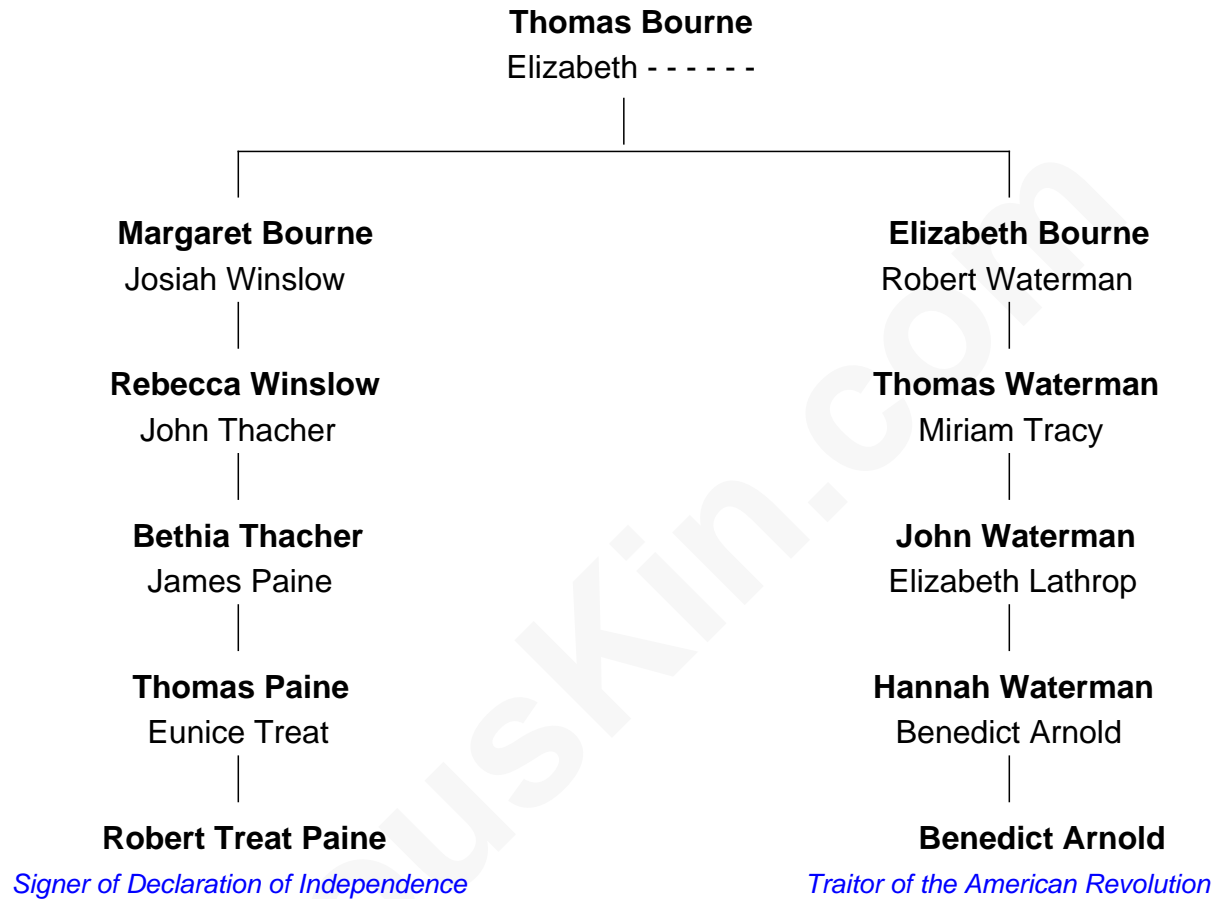 Thomas Bourne
Elizabeth - - - - - -
Margaret Bourne
Josiah Winslow
Rebecca Winslow
John Thacher
Bethia Thacher
James Paine
Thomas Paine
Eunice Treat
Robert Treat Paine
Signer of Declaration of Independence
Elizabeth Bourne
Robert Waterman
Thomas Waterman
Miriam Tracy
John Waterman
Elizabeth Lathrop
Hannah Waterman
Benedict Arnold
Benedict Arnold
Traitor of the American Revolution
usKin.com